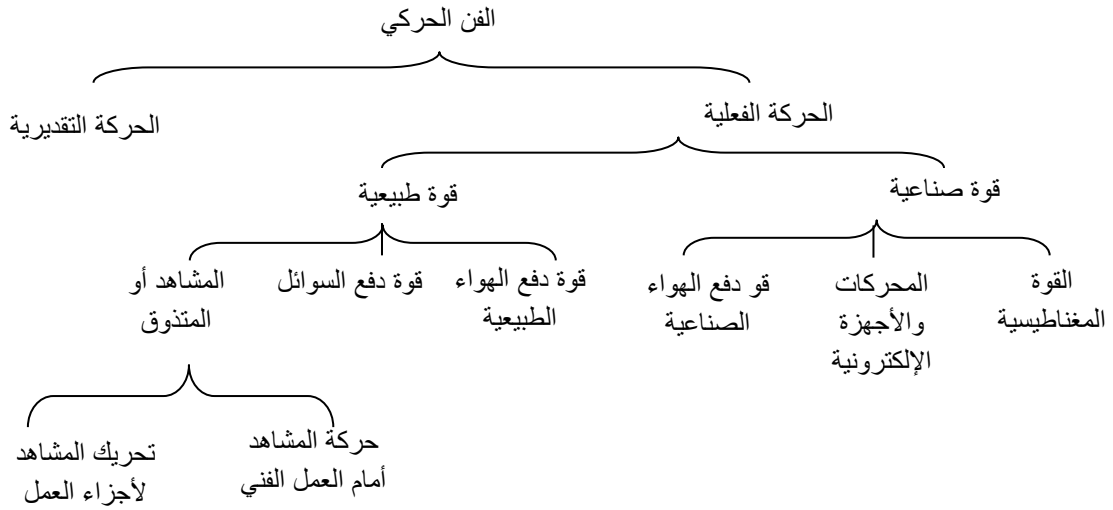 الفن الحركي
الحركة الفعلية
الحركة التقديرية
قوة صناعية
قوة طبيعية
القوة
المغناطيسية
المحركات
والأجهزة
الإلكترونية
قو دفع الهواء
الصناعية
قوة دفع الهواء
الطبيعية
قوة دفع السوائل
المشاهد أو
المتذوق
حركة المشاهد
أمام العمل الفني
تحريك المشاهد
لأجزاء العمل